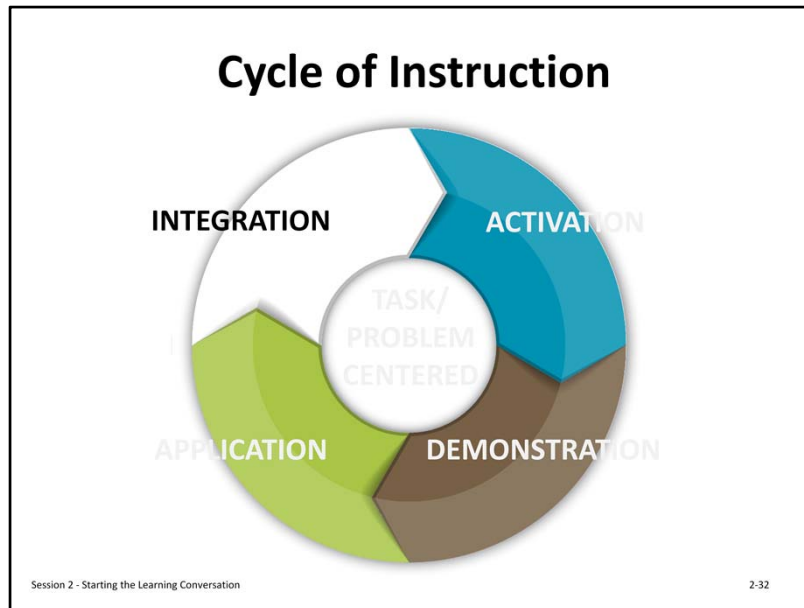 Cycle of Instruction
INTEGRATION
ACTIVATION
TASK/
PROBLEM
CENTERED
APPLICATION
DEMONSTRATION
Session 2 - Starting the Learning Conversation
2-32